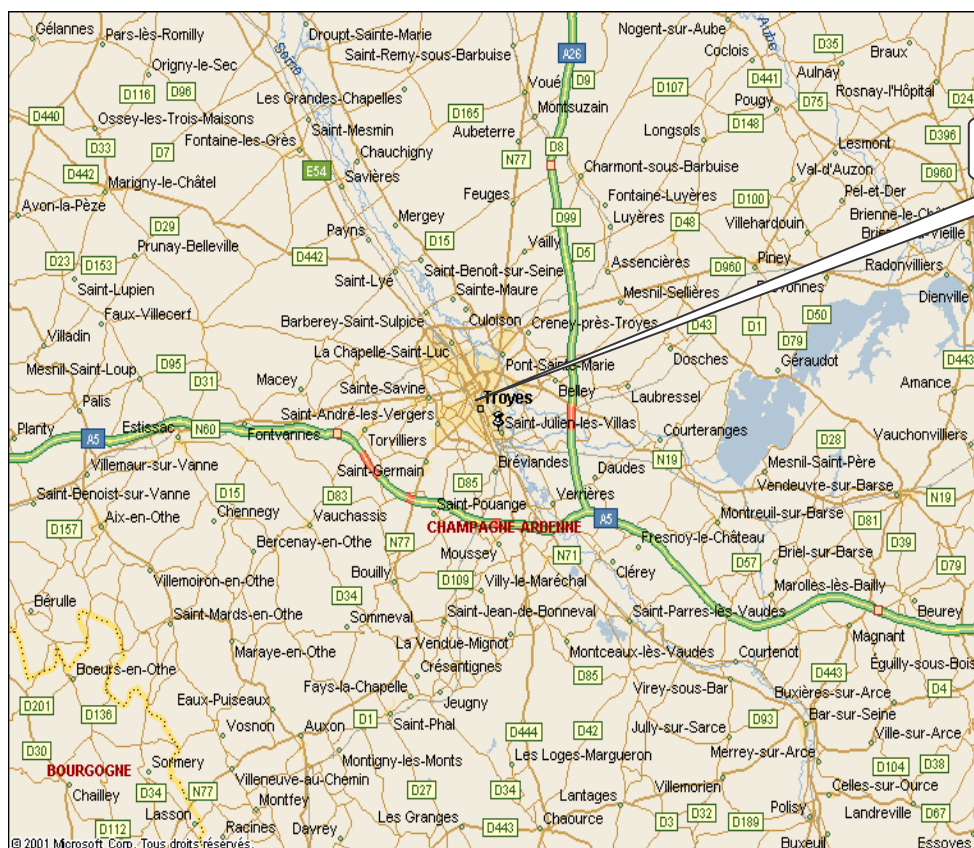 Gélannes
Pars-lès-Romilly
Droupt-Sainte-Marie
Nogent-sur-Aube
Aube
Seine
Saint-Remy-sous-Barbuise
A26
Coclois
D35
Braux
Origny-le-Sec
Voué
D9
D441
Aulnay
D116
D96
Les Grandes-Chapelles
D107
Rosnay-l'Hôpital
D440
D165
Montsuzain
Pougy
D75
D24
Ossey-les-Trois-Maisons
Saint-Mesmin
Aubeterre
Longsols
D148
D396
Fontaine-les-Grès
D33
D7
Chauchigny
N77
D8
Lesmont
D442
E54
Charmont-sous-Barbuise
Val-d'Auzon
D960
Marigny-le-Châtel
Savières
Feuges
Fontaine-Luyères
D100
Pel-et-Der
Avon-la-Pèze
Mergey
D99
Luyères
D48
Villehardouin
Brienne-le-Chât
D29
Payns
D15
Vailly
Prunay-Belleville
D442
D5
Piney
D23
D153
Saint-Benoît-sur-Seine
Assencières
D960
Radonvilliers
Saint-Lyé
Sainte-Maure
Mesnil-Sellières
Dienville
Saint-Lupien
Faux-Villecerf
Barberey-Saint-Sulpice
Culoison
Creney-près-Troyes
D43
D1
D50
Villadin
D79
La Chapelle-Saint-Luc
Pont-Sainte-Marie
Dosches
Géraudot
D443
Mesnil-Saint-Loup
D95
D31
Macey
Sainte-Savine
Belley
Amance
Palis
Troyes
Laubressel
Saint-André-les-Vergers
Planty
A5
Estissac
N60
Fontvannes
Torvilliers
Saint-Julien-les-Villas
Courteranges
D28
Vauchonvilliers
Villemaur-sur-Vanne
Saint-Germain
Bréviandes
N19
Mesnil-Saint-Père
Daudes
D85
Vendeuvre-sur-Barse
N19
Saint-Benoist-sur-Vanne
D15
D83
Saint-Pouange
Verrières
D157
Aix-en-Othe
Chennegy
Vauchassis
CHAMPAGNE ARDENNE
A5
Montreuil-sur-Barse
D81
Bercenay-en-Othe
N77
Moussey
N71
Fresnoy-le-Château
D39
Briel-sur-Barse
D57
D79
Villemoiron-en-Othe
Bouilly
D109
Villy-le-Maréchal
Clérey
Marolles-lès-Bailly
Bérulle
D34
Saint-Mards-en-Othe
Sommeval
Saint-Jean-de-Bonneval
Saint-Parres-lès-Vaudes
Beurey
Maraye-en-Othe
La Vendue-Mignot
Montceaux-lès-Vaudes
Magnant
Boeurs-en-Othe
Crésantignes
Courtenot
Éguilly-sous-Bois
D85
D443
Fays-la-Chapelle
Virey-sous-Bar
D4
Eaux-Puiseaux
Jeugny
Buxières-sur-Arce
D201
D136
D1
Saint-Phal
Bar-sur-Seine
Vosnon
Auxon
D444
D42
Jully-sur-Sarce
D93
Ville-sur-Arce
D30
Les Loges-Margueron
Merrey-sur-Arce
BOURGOGNE
Sormery
Montigny-les-Monts
D104
D38
Villeneuve-au-Chemin
Chailley
D34
N77
D27
Villemorien
Celles-sur-Ource
Montfey
Lantages
Polisy
Lasson
Les Granges
D3
D32
Landreville
D67
D112
Racines
Davrey
D443
Chaource
D189
Buxeuil
Essoyes
© 2001 Microsoft Corp. Tous droits réservés.